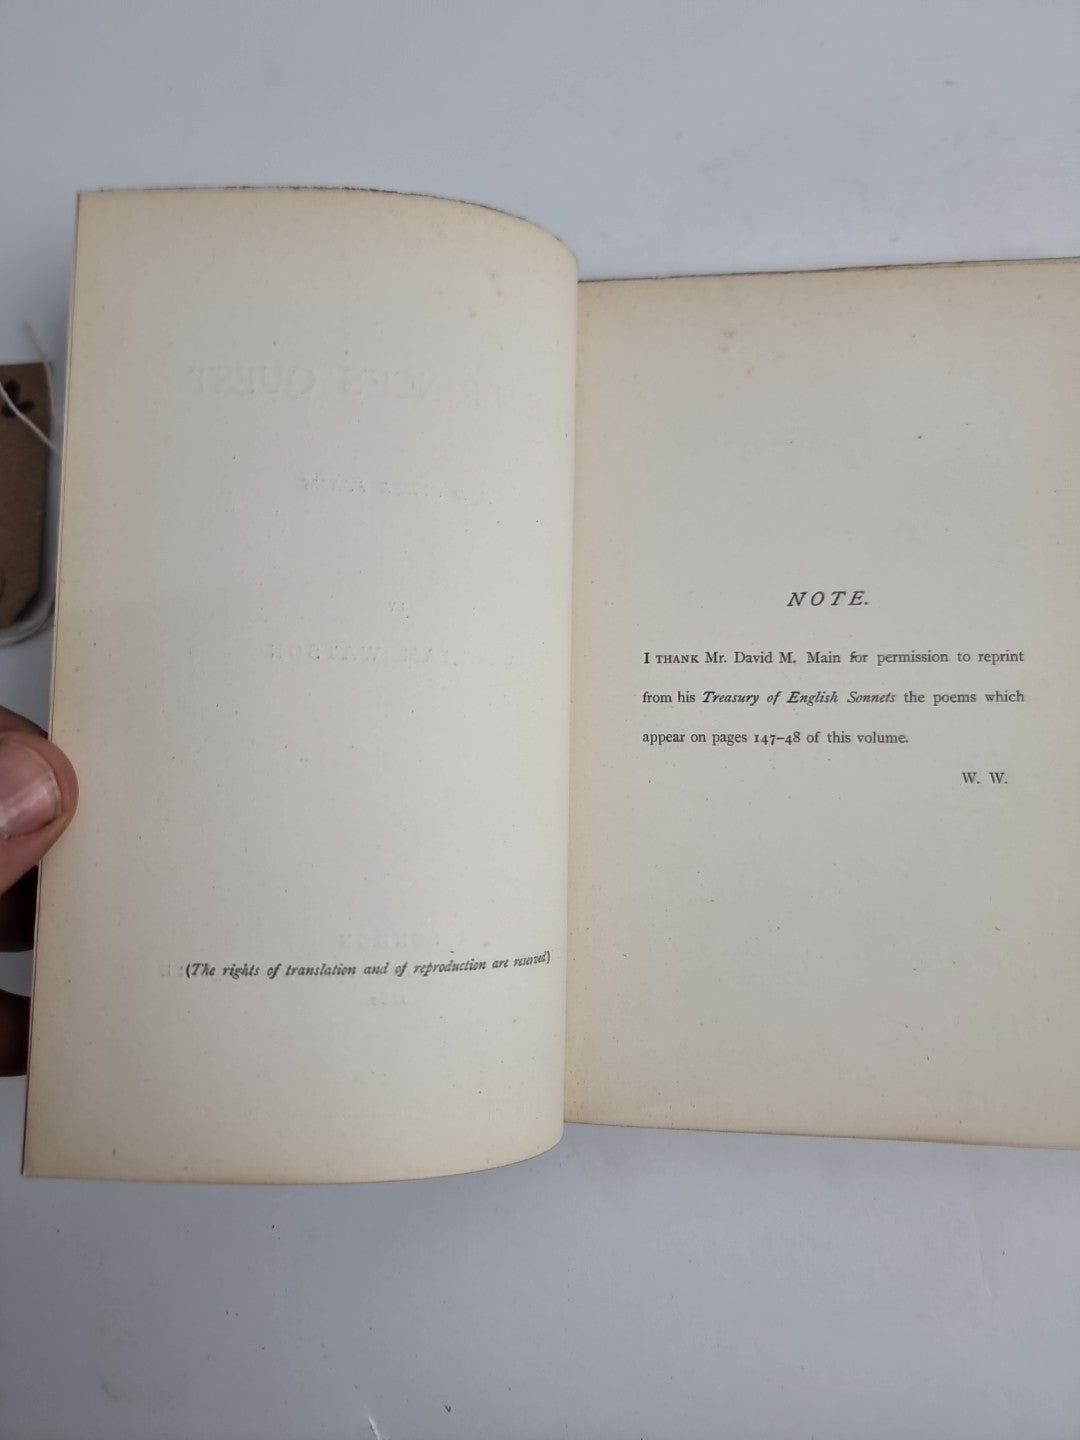 (The rights of translation and of reproduction are reserved)
NOTE.
I THANK Mr. David M. Main for permission to reprint
from his Treasury of English Sonnets the poems which
appear on pages 147–48 of this volume.
W. W.